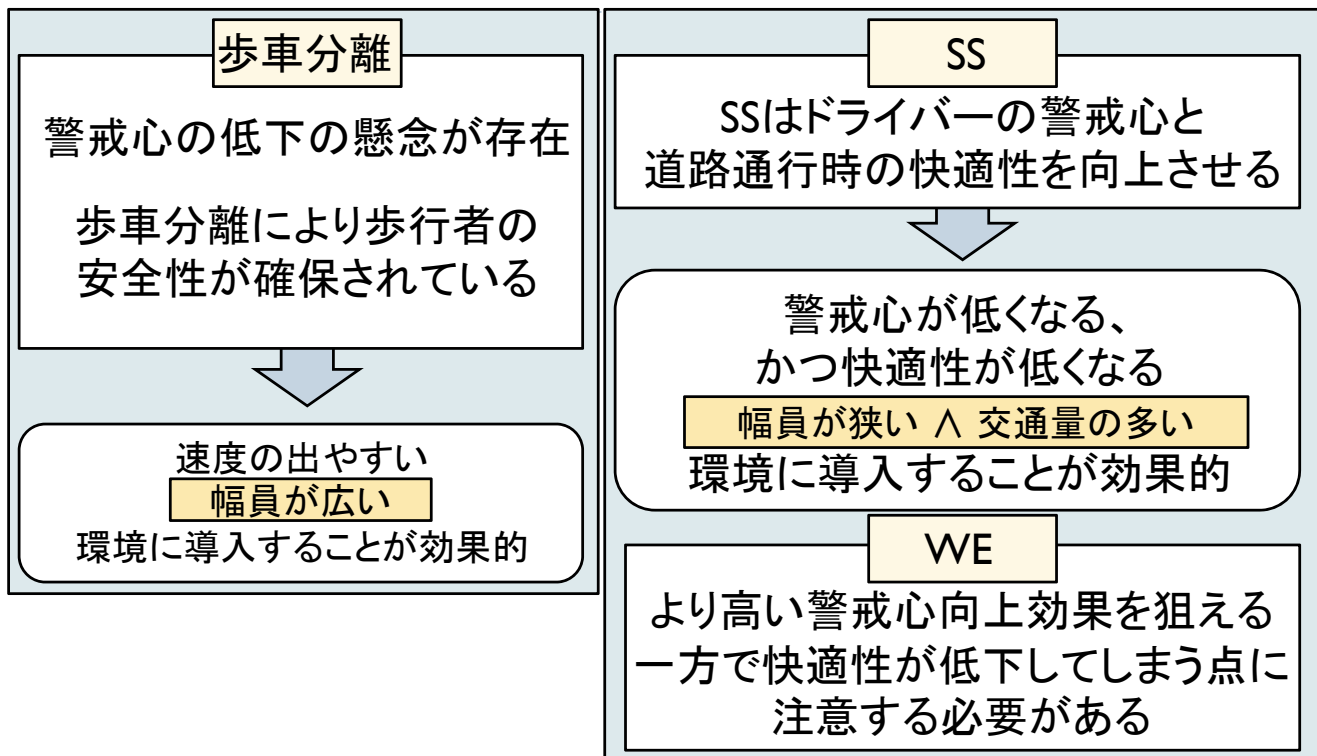 歩車分離
警戒心の低下の懸念が存在
歩車分離により歩行者の
安全性が確保されている
速度の出やすい
幅員が広い
環境に導入することが効果的
SS
SSはドライバーの警戒心と
道路通行時の快適性を向上させる
警戒心が低くなる、
かつ快適性が低くなる
幅員が狭い ∧ 交通量の多い
環境に導入することが効果的
WE
より高い警戒心向上効果を狙える
一方で快適性が低下してしまう点に
注意する必要がある